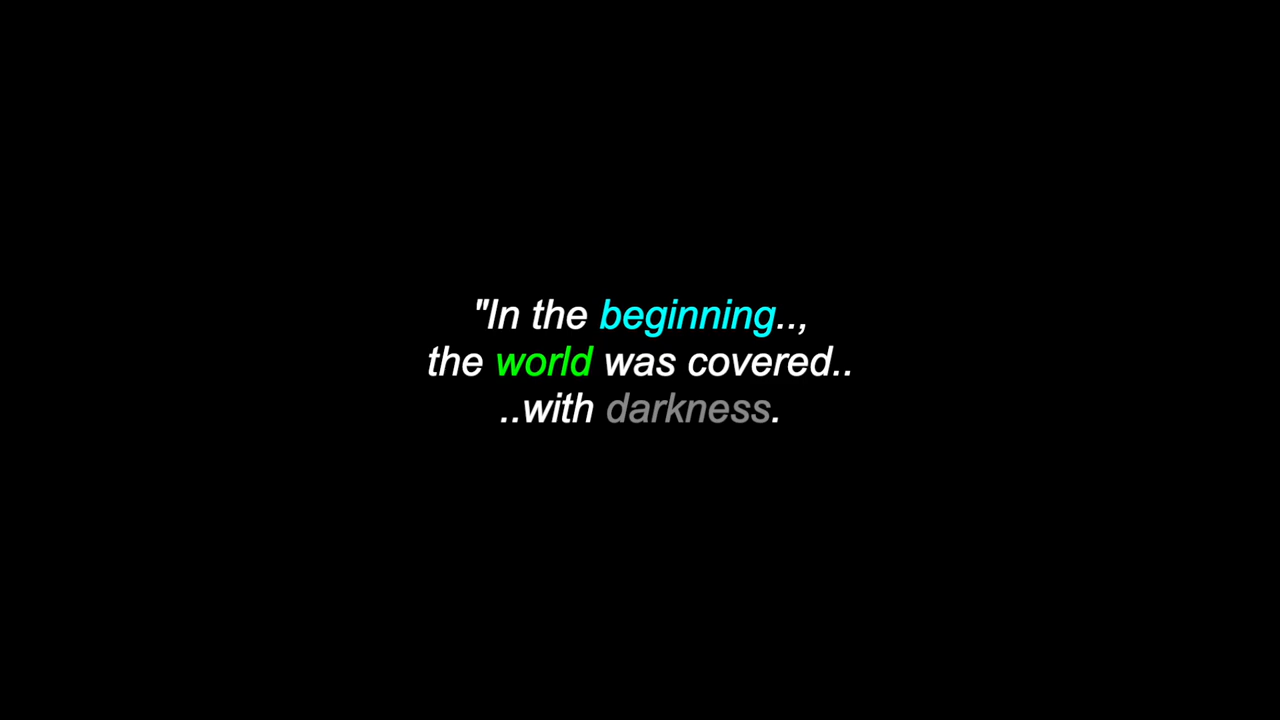 "In the beginning..,
the world was covered..
..with darkness.